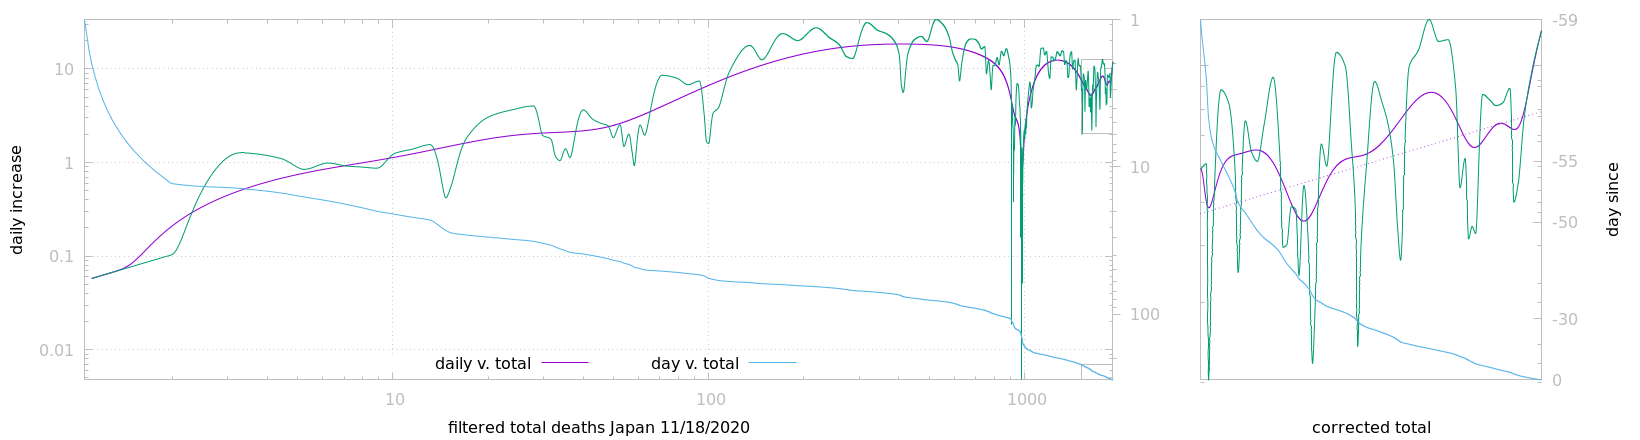 daily increase
10
1
0.1
0.01
daily v. total
day v. total
10
100
1000
filtered total deaths Japan 11/18/2020
1
10
100
-59
-55
-50
-30
0
day since
corrected total